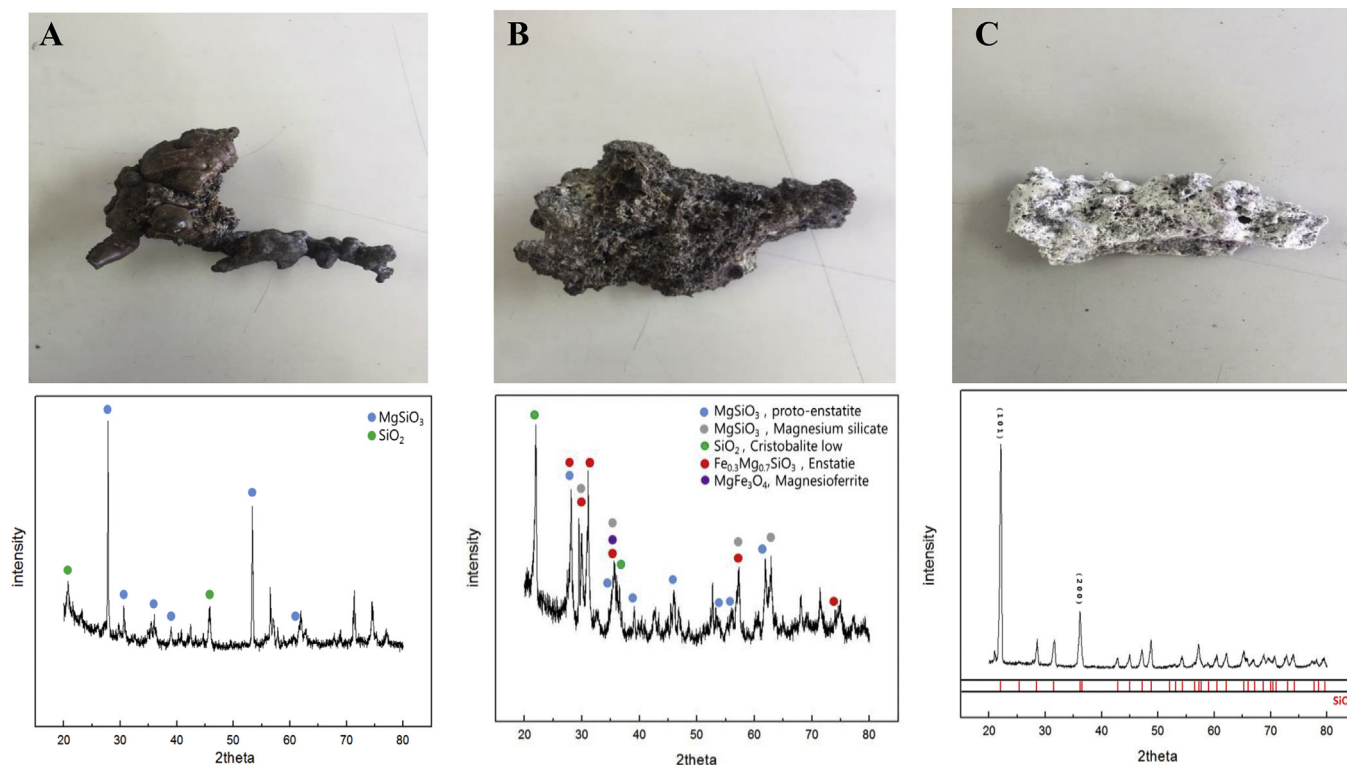 A
B
C
MgSiO3
SiO2
intensity
20 30 40 50 60 70 80
2theta
MgSiO3 , proto-enstatite
MgSiO3 , Magnesium silicate
SiO2 , Cristobalite low
Fe0.3Mg0.7SiO3 , Enstatie
MgFe3O4, Magnesioferrite
intensity
20 30 40 50 60 70 80
2theta
(101)
(200)
intensity
SiO
20 30 40 50 60 70 80
2theta